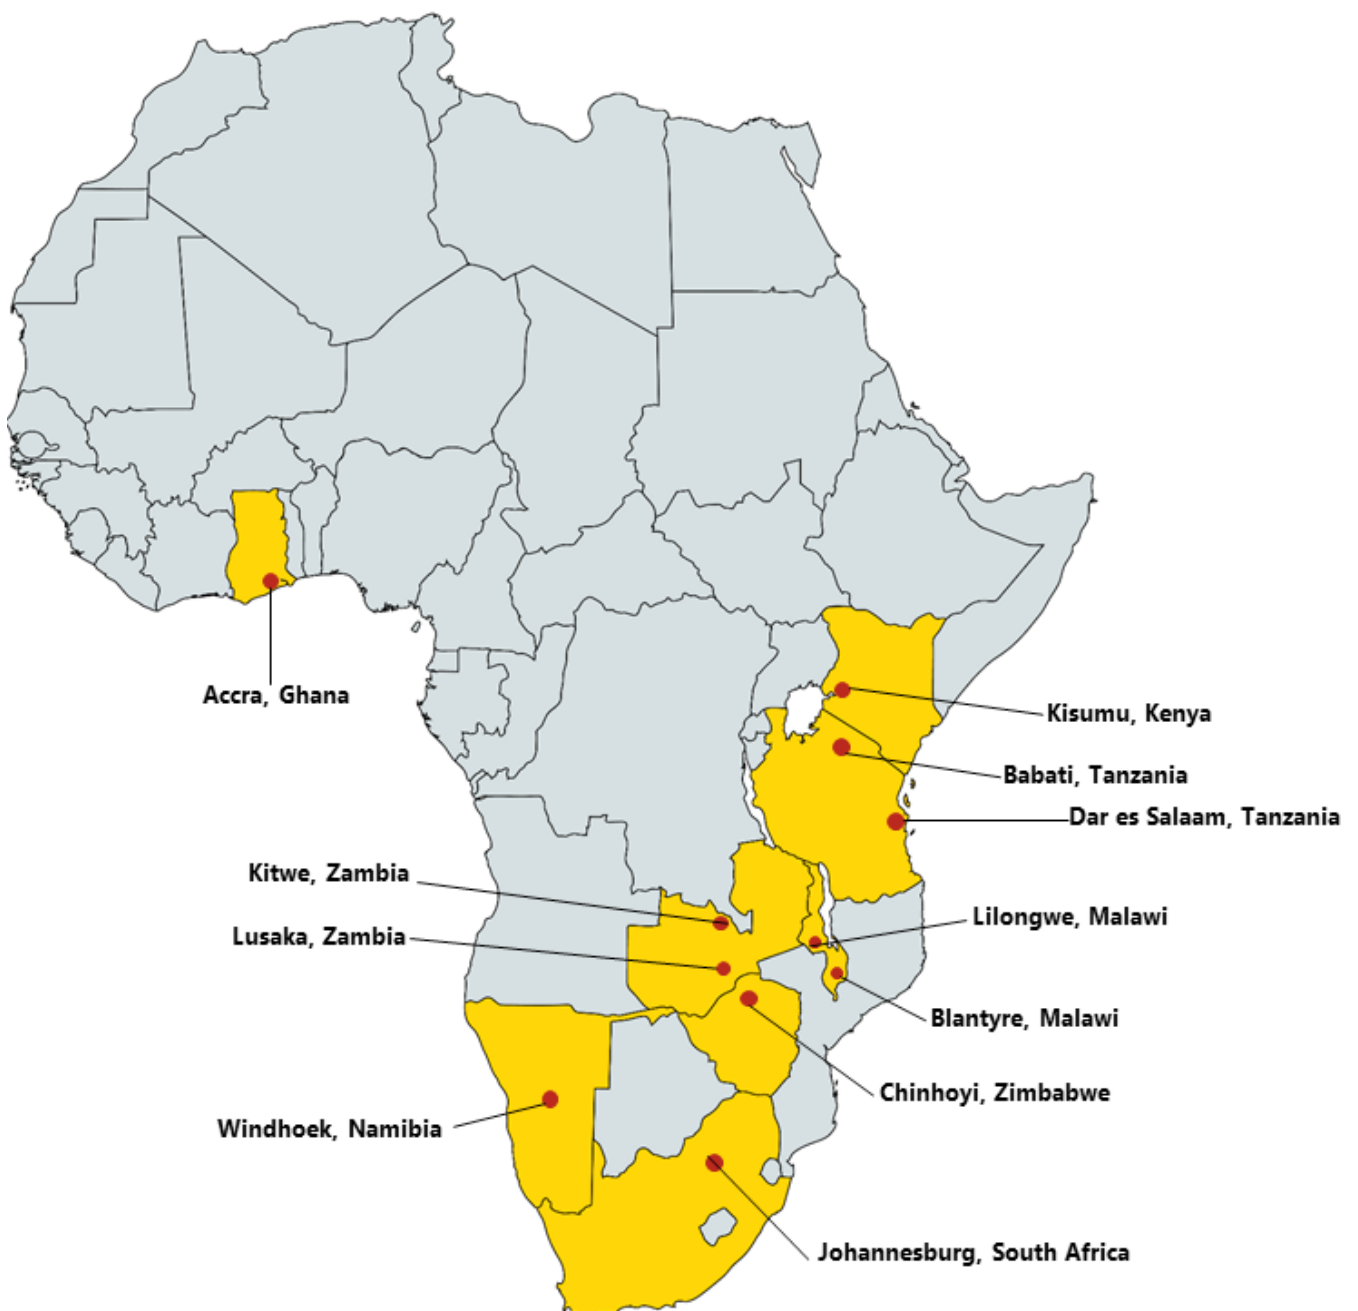 Accra, Ghana
Kisumu, Kenya
Babati, Tanzania
Dar es Salaam, Tanzania
Kitwe, Zambia
Lusaka, Zambia
Lilongwe, Malawi
Blantyre, Malawi
Chinhoyi, Zimbabwe
Windhoek, Namibia
Johannesburg, South Africa